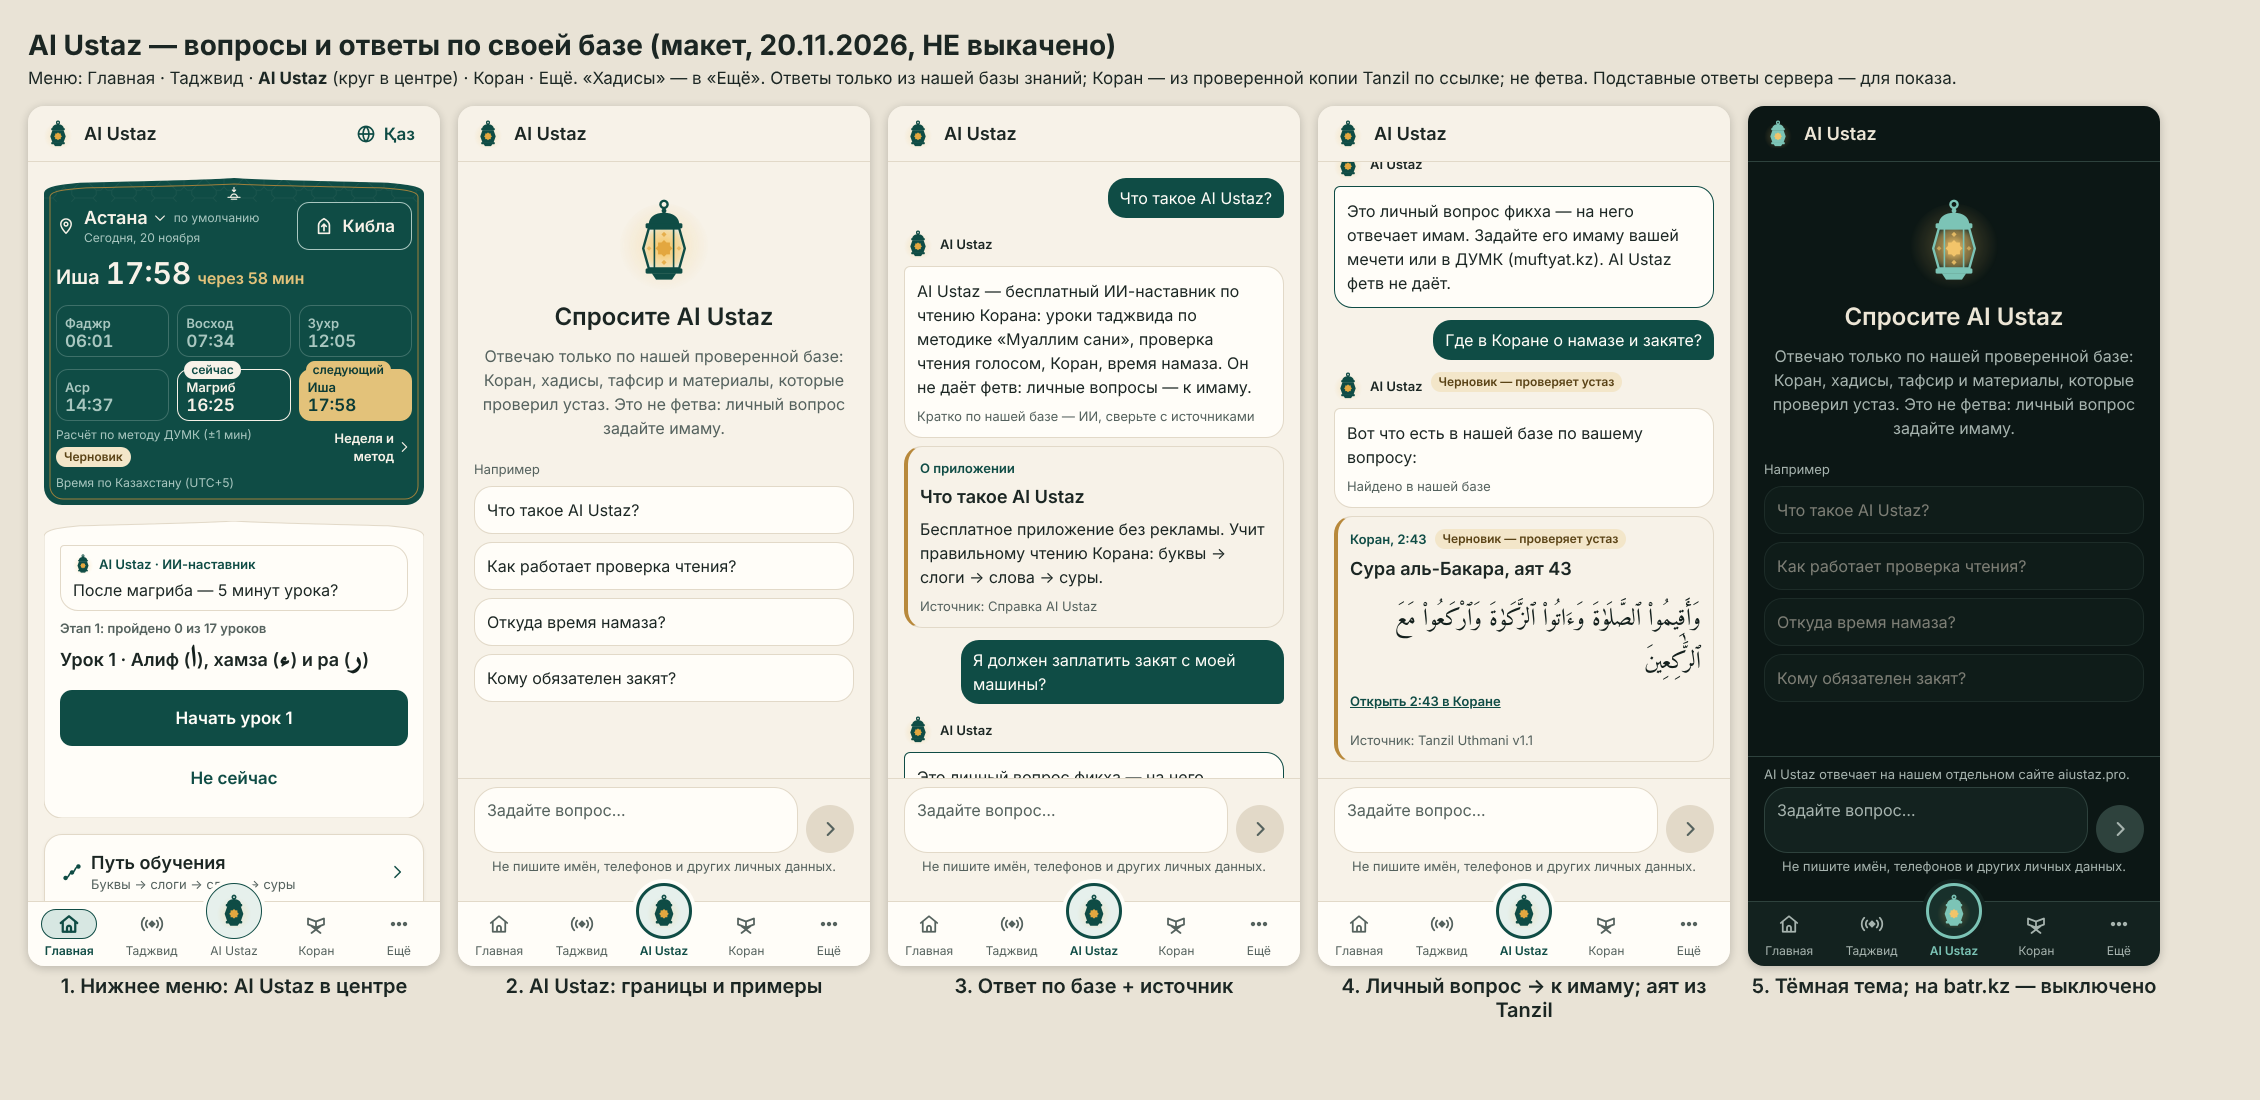 AI Ustaz — вопросы и ответы по своей базе (макет, 20.11.2026, НЕ выкачено)
Меню: Главная · Таджвид · AI Ustaz (круг в центре) · Коран · Ещё. «Хадисы» — в «Ещё». Ответы только из нашей базы знаний; Коран — из проверенной копии Tanzil по ссылке; не фетва. Подставные ответы сервера — для показа.
AI Ustaz
Қаз
Астана
по умолчанию
Сегодня, 20 ноября
Кибла
Иша 17:58 через 58 мин
Фаджр
06:01
Восход
07:34
Зухр
12:05
Аср
14:37
сейчас
Магриб
16:25
следующий
Иша
17:58
Расчёт по методу ДУМК (±1 мин)
Черновик
Неделя и
метод
Время по Казахстану (UTC+5)
AI Ustaz · ИИ-наставник
После магриба — 5 минут урока?
Этап 1: пройдено 0 из 17 уроков
Урок 1 · Алиф (أ), хамза (ء) и ра (ر)
Начать урок 1
Не сейчас
Путь обучения
Буквы → слоги → с → суры
Главная
Таджвид
AI Ustaz
Коран
Ещё
1. Нижнее меню: AI Ustaz в центре
AI Ustaz
Спросите AI Ustaz
Отвечаю только по нашей проверенной базе:
Коран, хадисы, тафсир и материалы, которые
проверил устаз. Это не фетва: личный вопрос
задайте имаму.
Например
Что такое AI Ustaz?
Как работает проверка чтения?
Откуда время намаза?
Кому обязателен закят?
Задайте вопрос...
Не пишите имён, телефонов и других личных данных.
Главная
Таджвид
AI Ustaz
Коран
Ещё
2. AI Ustaz: границы и примеры
AI Ustaz
Что такое AI Ustaz?
AI Ustaz
AI Ustaz — бесплатный ИИ-наставник по
чтению Корана: уроки таджвида по
методике «Муаллим сани», проверка
чтения голосом, Коран, время намаза. Он
не даёт фетв: личные вопросы — к имаму.
Кратко по нашей базе — ИИ, сверьте с источниками
О приложении
Что такое AI Ustaz
Бесплатное приложение без рекламы. Учит
правильному чтению Корана: буквы →
слоги → слова → суры.
Источник: Справка AI Ustaz
Я должен заплатить закят с моей
машины?
AI Ustaz
Это личный вопрос фикха — на него
Задайте вопрос...
Не пишите имён, телефонов и других личных данных.
Главная
Таджвид
AI Ustaz
Коран
Ещё
3. Ответ по базе + источник
AI Ustaz
AI Ustaz
Это личный вопрос фикха — на него
отвечает имам. Задайте его имаму вашей
мечети или в ДУМК (muftyat.kz). AI Ustaz
фетв не даёт.
Где в Коране о намазе и закяте?
AI Ustaz
Черновик — проверяет устаз
Вот что есть в нашей базе по вашему
вопросу:
Найдено в нашей базе
Коран, 2:43
Черновик — проверяет устаз
Сура аль-Бакара, аят 43
وَأَقِيمُوا۟ ٱلصَّلَوٰةَ وَءَاتُوا۟ ٱلزَّكَوٰةَ وَٱرْكَعُوا۟ مَعَ
ٱلرَّٰكِعِينَ
Открыть 2:43 в Коране
Источник: Tanzil Uthmani v1.1
Задайте вопрос...
Не пишите имён, телефонов и других личных данных.
Главная
Таджвид
AI Ustaz
Коран
Ещё
4. Личный вопрос → к имаму; аят из
Tanzil
AI Ustaz
Спросите AI Ustaz
Отвечаю только по нашей проверенной базе:
Коран, хадисы, тафсир и материалы, которые
проверил устаз. Это не фетва: личный вопрос
задайте имаму.
Например
Что такое AI Ustaz?
Как работает проверка чтения?
Откуда время намаза?
Кому обязателен закят?
AI Ustaz отвечает на нашем отдельном сайте aiustaz.pro.
Задайте вопрос...
Не пишите имён, телефонов и других личных данных.
Главная
Таджвид
AI Ustaz
Коран
Ещё
5. Тёмная тема; на batr.kz — выключено